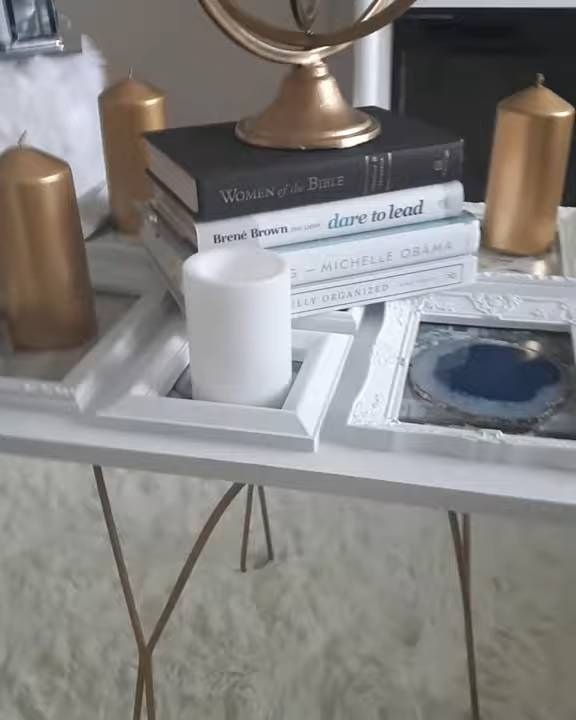 WOMEN of the BIBLE
Brené Brown dare to lead
G – MICHELLE OBAMA
LLY ORGANIZED